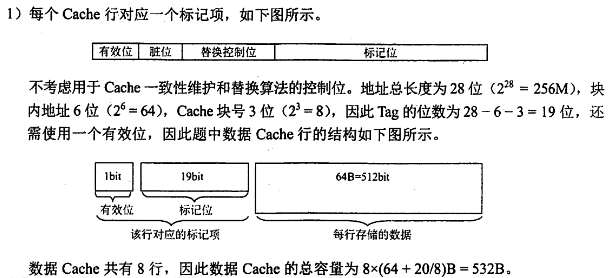 1）每个 Cache 行对应一个标记项，如下图所示。
有效位 脏位 替换控制位 标记位
不考虑用于 Cache 一致性维护和替换算法的控制位。地址总长度为 28 位（2^28 = 256M），块
内地址 6 位（2^6 = 64），Cache 块号 3 位（2^3 = 8），因此 Tag 的位数为 28 − 6 − 3 = 19 位，还
需使用一个有效位，因此题中数据 Cache 行的结构如下图所示。
1bit 19bit 64B=512bit
有效位 标记位
该行对应的标记项 每行存储的数据
数据 Cache 共有 8 行，因此数据 Cache 的总容量为 8×(64 + 20/8)B = 532B。